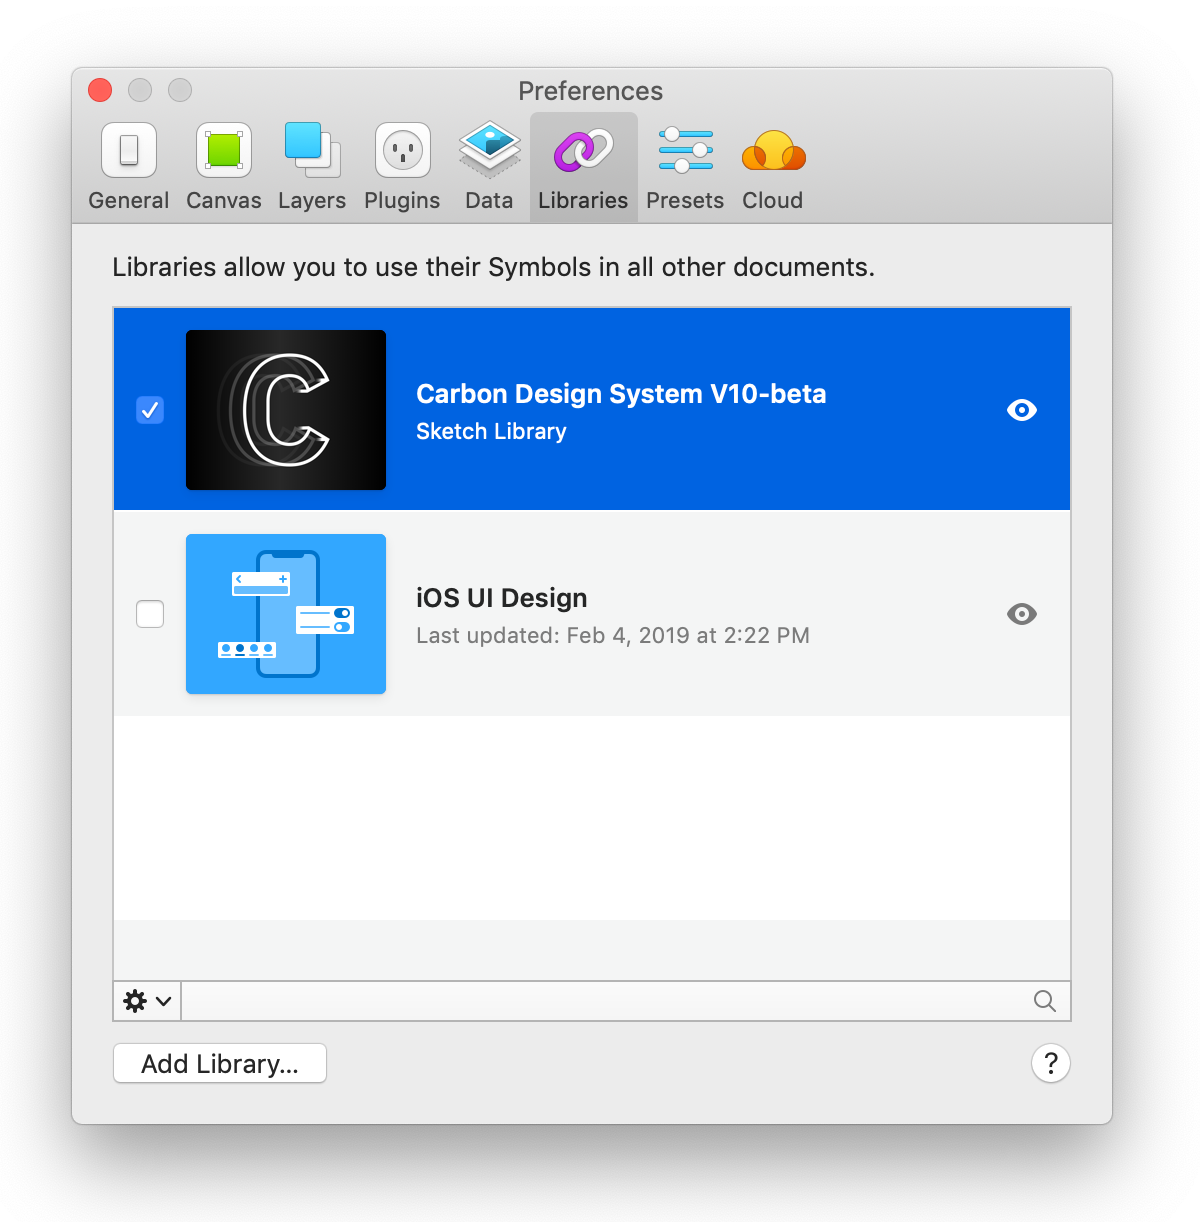 Preferences
General Canvas Layers Plugins Data Libraries Presets Cloud
Libraries allow you to use their Symbols in all other documents.
C
Carbon Design System V10-beta
Sketch Library
iOS UI Design
Last updated: Feb 4, 2019 at 2:22 PM
Add Library...
?